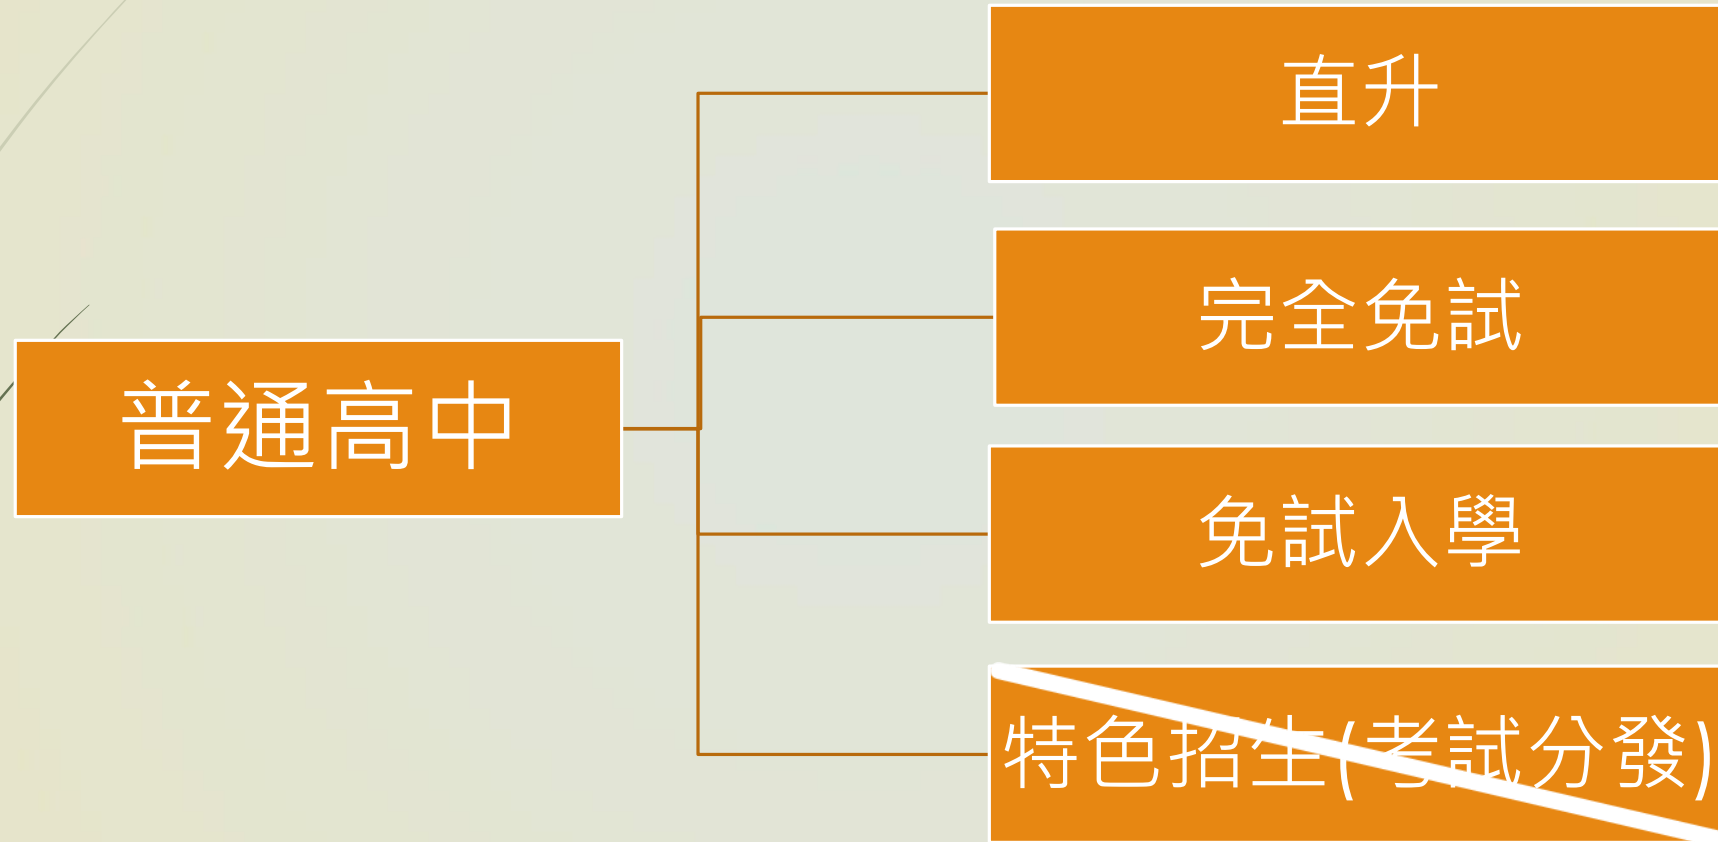 直升
完全免試
普通高中
免試入學
特色招生(考試分發)